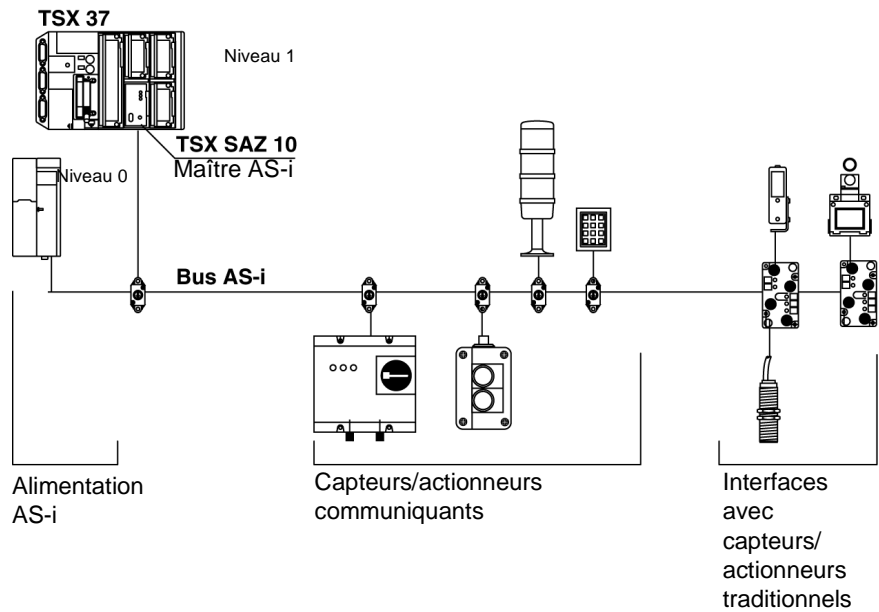 TSX 37
Niveau 1
TSX SAZ 10
Maître AS-i
Niveau 0
Bus AS-i
Alimentation
AS-i
Capteurs/actionneurs
communiquants
Interfaces
avec
capteurs/
actionneurs
traditionnels